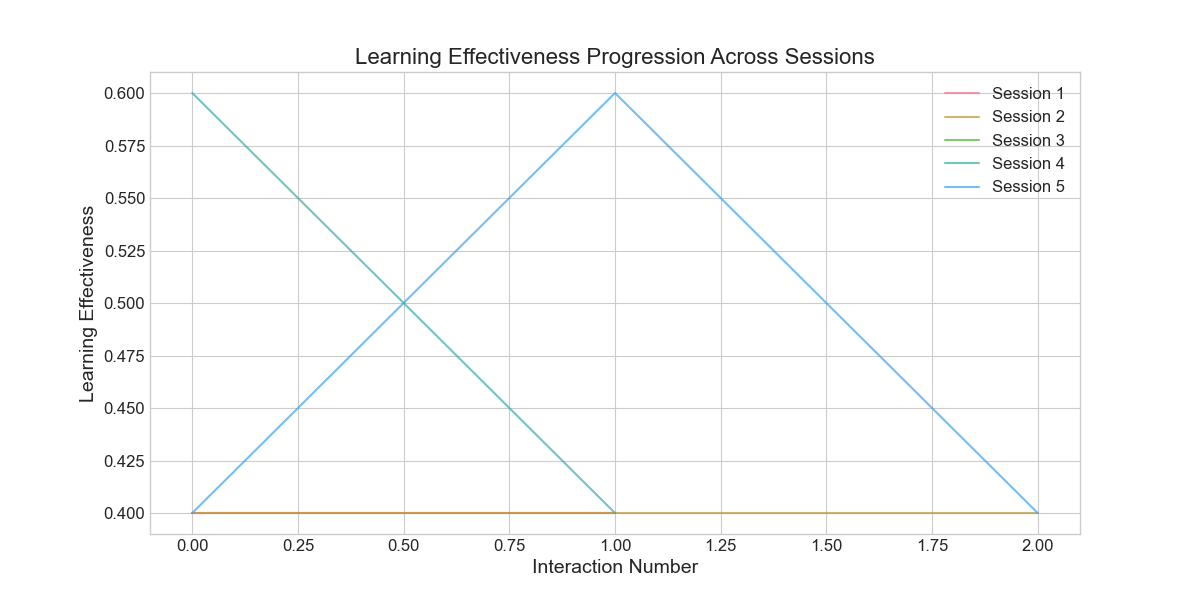 Learning Effectiveness Progression Across Sessions
0.600
0.575
0.550
0.525
0.500
0.475
0.450
0.425
0.400
Learning Effectiveness
Session 1
Session 2
Session 3
Session 4
Session 5
0.00 0.25 0.50 0.75 1.00 1.25 1.50 1.75 2.00
Interaction Number